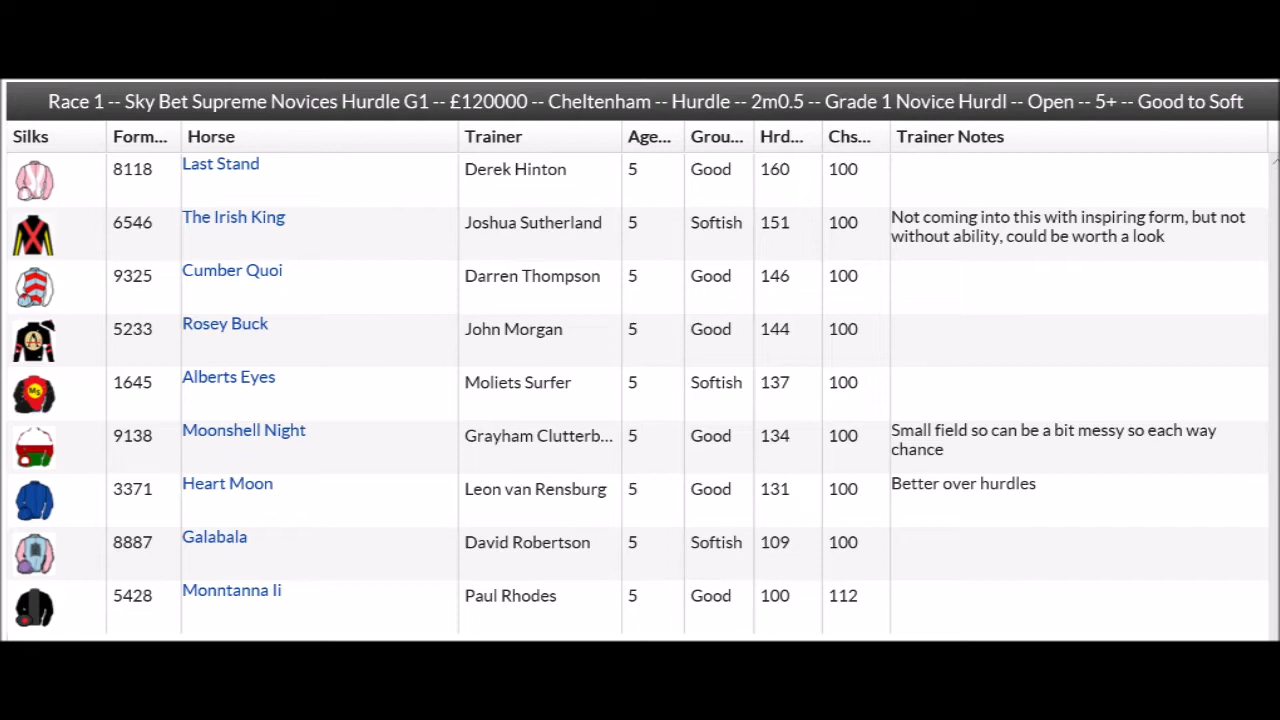 Race 1 -- Sky Bet Supreme Novices Hurdle G1 -- £120000 -- Cheltenham -- Hurdle -- 2m0.5 -- Grade 1 Novice Hurdl -- Open -- 5+ -- Good to Soft
Silks Form... Horse Trainer Age... Grou... Hrd... Chs... Trainer Notes
8118 Last Stand Derek Hinton 5 Good 160 100
6546 The Irish King Joshua Sutherland 5 Softish 151 100 Not coming into this with inspiring form, but not
without ability, could be worth a look
9325 Cumber Quoi Darren Thompson 5 Good 146 100
5233 Rosey Buck John Morgan 5 Good 144 100
1645 Alberts Eyes Moliets Surfer 5 Softish 137 100
9138 Moonshell Night Grayham Clutterb... 5 Good 134 100 Small field so can be a bit messy so each way
chance
3371 Heart Moon Leon van Rensburg 5 Good 131 100 Better over hurdles
8887 Galabala David Robertson 5 Softish 109 100
5428 Monntanna Ii Paul Rhodes 5 Good 100 112